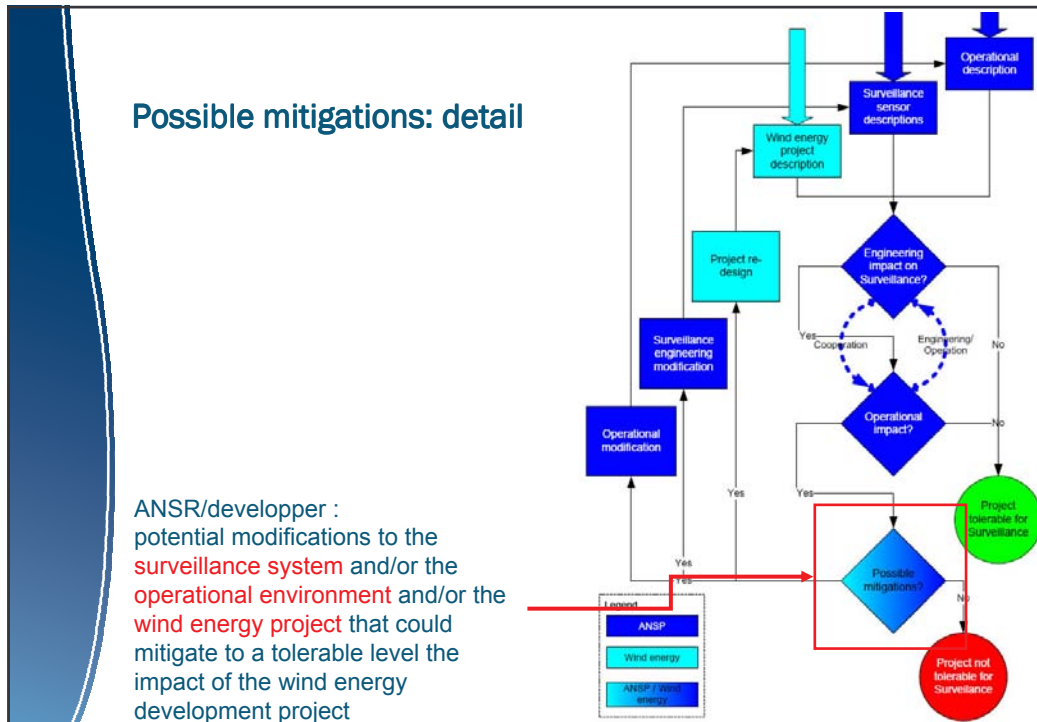 Possible mitigations: detail
Operational
description
Surveillance
sensor
descriptions
Wind energy
project
description
Engineering
impact on
Surveillance?
Project re-
design
Yes
Cooperation
Engineering/
Operation
No
Surveillance
engineering
modification
Operational
impact?
No
Operational
modification
Yes
Yes
Project
tolerable for
Surveillance
Possible
mitigations?
Yes
Yes
No
Project not
tolerable for
Surveillance
Legend
ANSP
Wind energy
ANSP / Wind
energy
ANSR/developper :
potential modifications to the
surveillance system and/or the
operational environment and/or the
wind energy project that could
mitigate to a tolerable level the
impact of the wind energy
development project